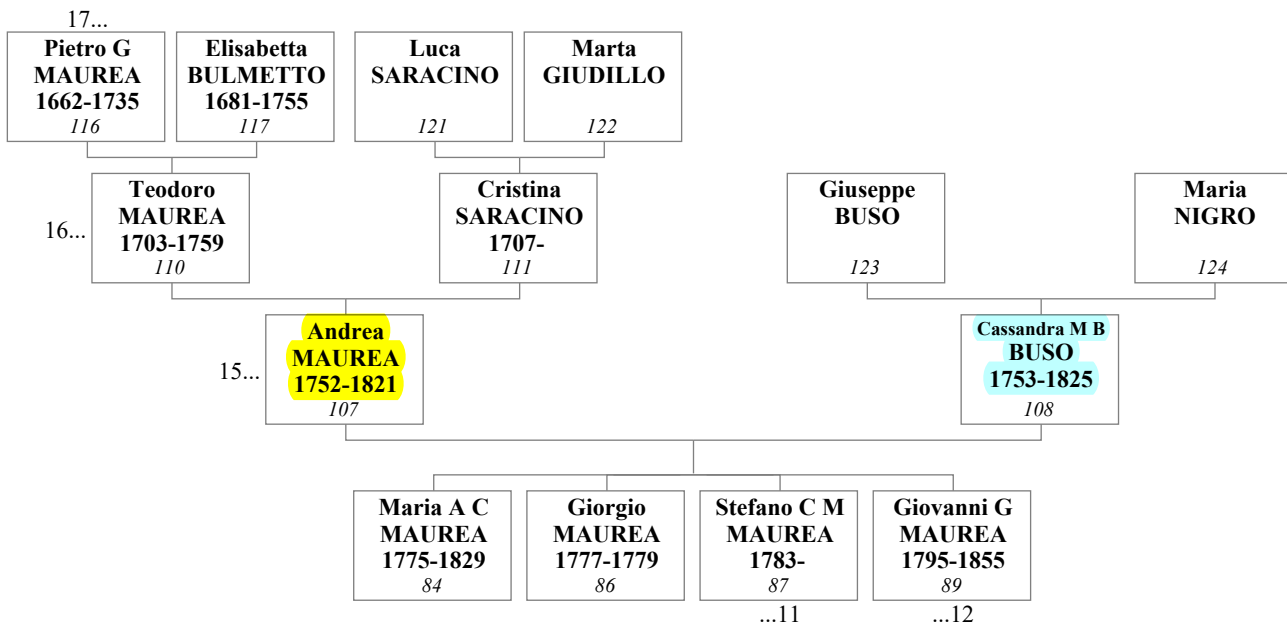 17...
Pietro G
MAUREA
1662-1735
116
Elisabetta
BULMETTO
1681-1755
117
Luca
SARACINO
121
Marta
GIUDILLO
122
16...
Teodoro
MAUREA
1703-1759
110
Cristina
SARACINO
1707-
111
Giuseppe
BUSO
123
Maria
NIGRO
124
15...
Andrea
MAUREA
1752-1821
107
Cassandra M B
BUSO
1753-1825
108
Maria A C
MAUREA
1775-1829
84
Giorgio
MAUREA
1777-1779
86
Stefano C M
MAUREA
1783-
87
...11
Giovanni G
MAUREA
1795-1855
89
...12